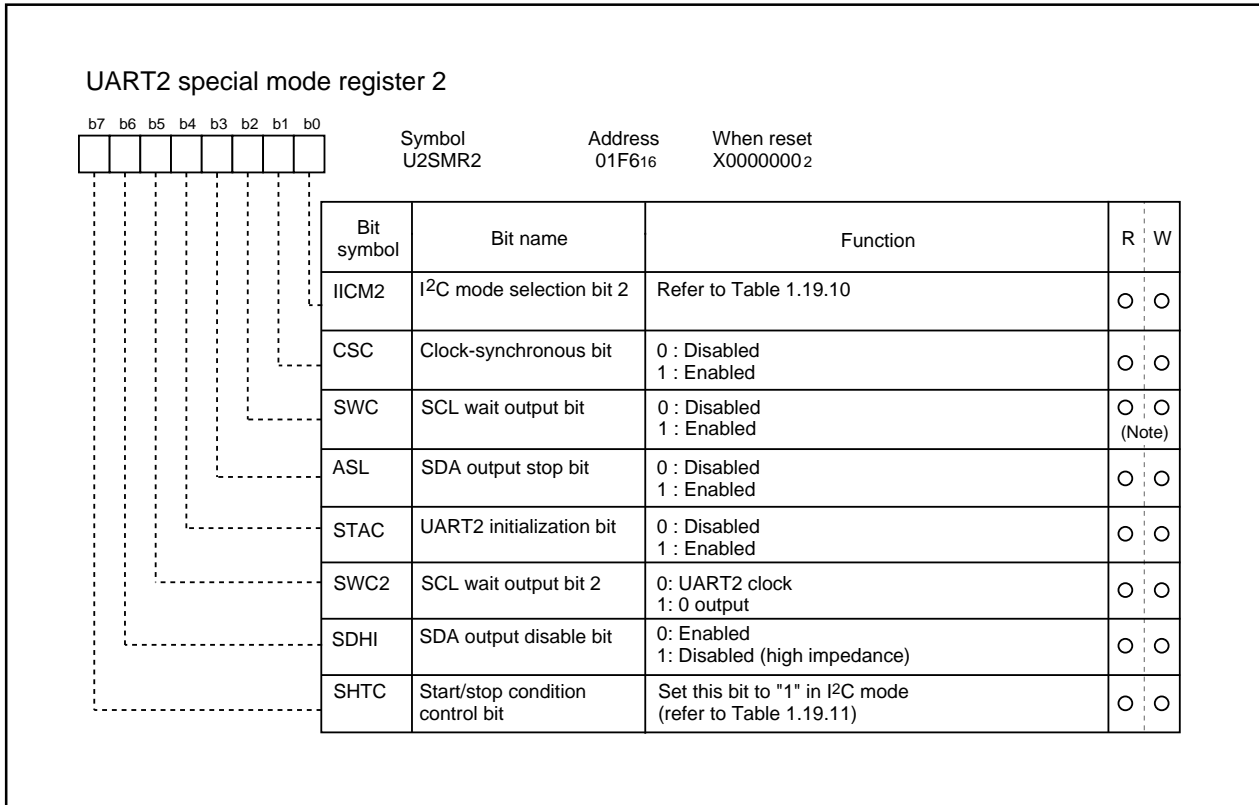 UART2 special mode register 2
b7 b6 b5 b4 b3 b2 b1 b0
Symbol Address When reset
U2SMR2 01F616 X00000002
Bit symbol Bit name Function R W
IICM2 I2C mode selection bit 2 Refer to Table 1.19.10
CSC Clock-synchronous bit 0 : Disabled
1 : Enabled
SWC SCL wait output bit 0 : Disabled
1 : Enabled
(Note)
ASL SDA output stop bit 0 : Disabled
1 : Enabled
STAC UART2 initialization bit 0 : Disabled
1 : Enabled
SWC2 SCL wait output bit 2 0: UART2 clock
1: 0 output
SDHI SDA output disable bit 0: Enabled
1: Disabled (high impedance)
SHTC Start/stop condition Set this bit to "1" in I2C mode
control bit (refer to Table 1.19.11)